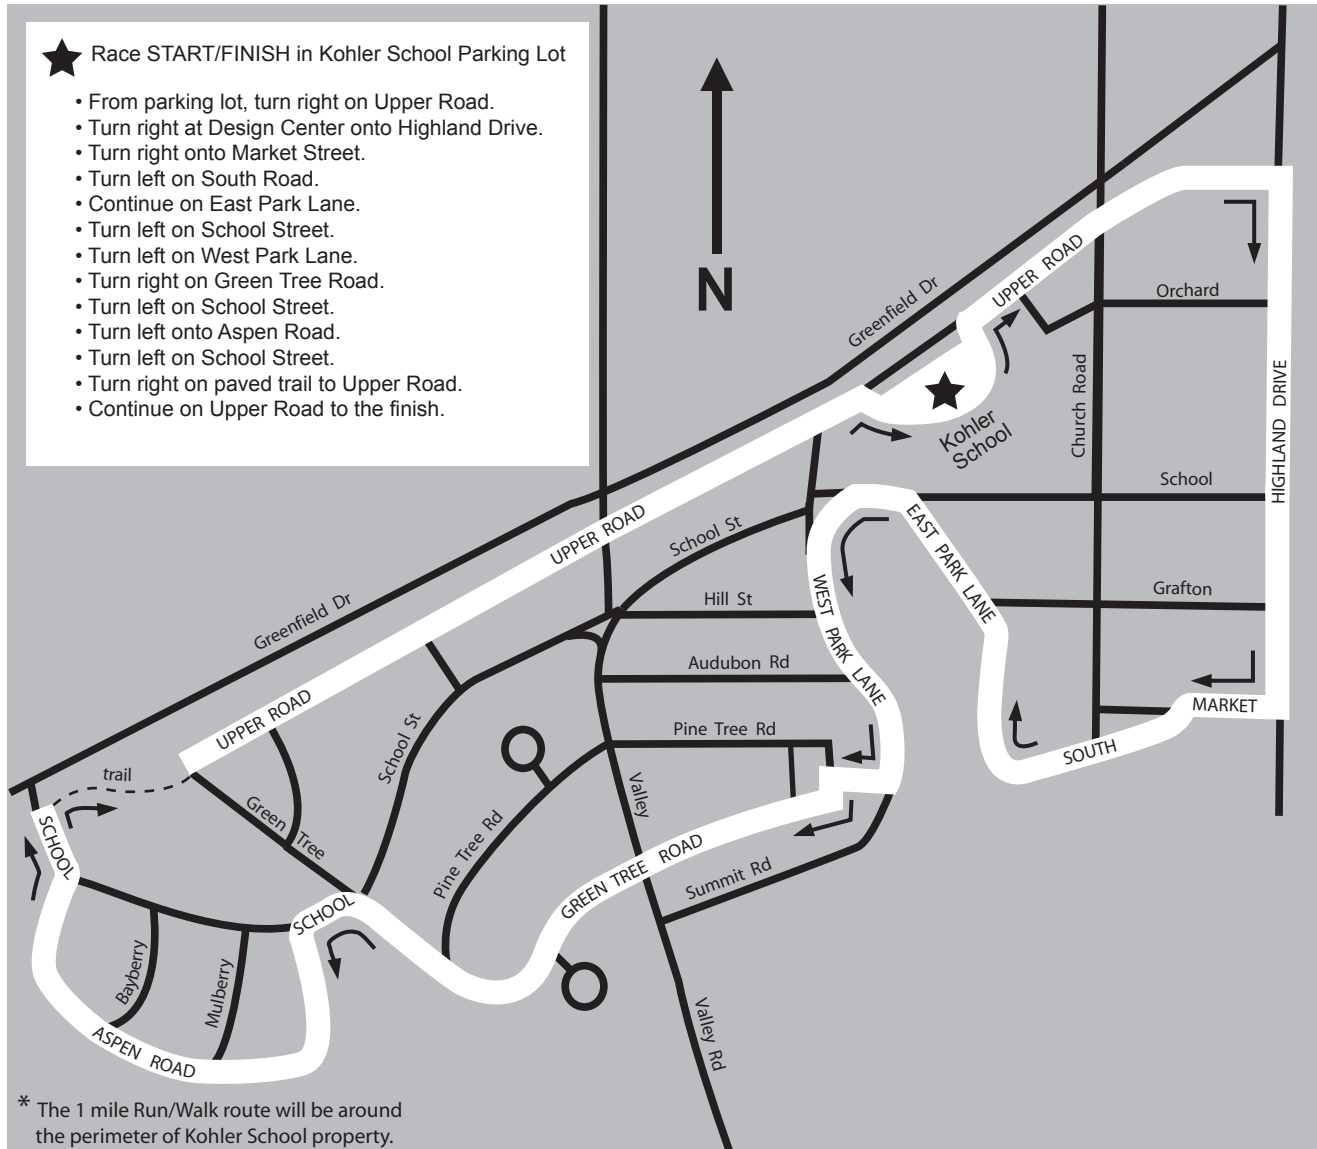 Race START/FINISH in Kohler School Parking Lot
• From parking lot, turn right on Upper Road.
• Turn right at Design Center onto Highland Drive.
• Turn right onto Market Street.
• Turn left on South Road.
• Continue on East Park Lane.
• Turn left on School Street.
• Turn left on West Park Lane.
• Turn right on Green Tree Road.
• Turn left on School Street.
• Turn left onto Aspen Road.
• Turn left on School Street.
• Turn right on paved trail to Upper Road.
• Continue on Upper Road to the finish.
N
UPPER ROAD
Greenfield Dr
Orchard
Church Road
HIGHLAND DRIVE
Kohler
School
School
EAST PARK LANE
UPPER ROAD
School St
Hill St
WEST PARK LANE
Grafton
Greenfield Dr
Audubon Rd
MARKET
UPPER ROAD
Pine Tree Rd
SOUTH
School St
trail
Valley
Green Tree
Pine Tree Rd
SCHOOL
GREEN TREE ROAD
Summit Rd
SCHOOL
Bayberry
Mulberry
Valley Rd
ASPEN ROAD
* The 1 mile Run/Walk route will be around
the perimeter of Kohler School property.